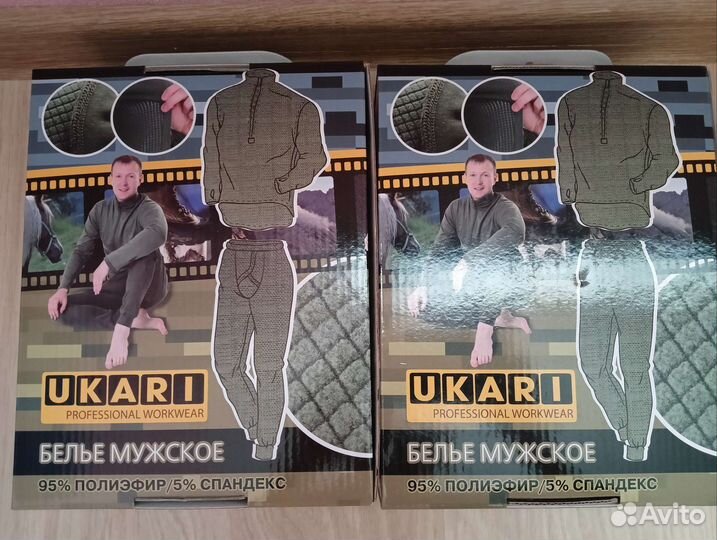 UKARI
PROFESSIONAL WORKWEAR
БЕЛЬЕ МУЖСКОЕ
95% ПОЛИЭФИР/5% СПАНДЕКС
UKARI
PROFESSIONAL WORKWEAR
БЕЛЬЕ МУЖСКОЕ
95% ПОЛИЭФИР/5% СПАНДЕКС
Avito